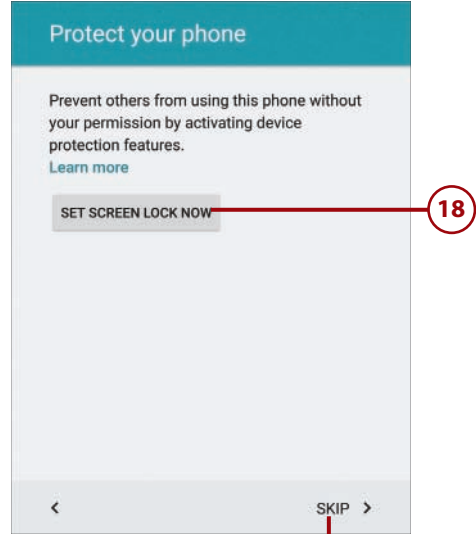 Protect your phone
Prevent others from using this phone without
your permission by activating device
protection features.
Learn more
SET SCREEN LOCK NOW
18
< SKIP >